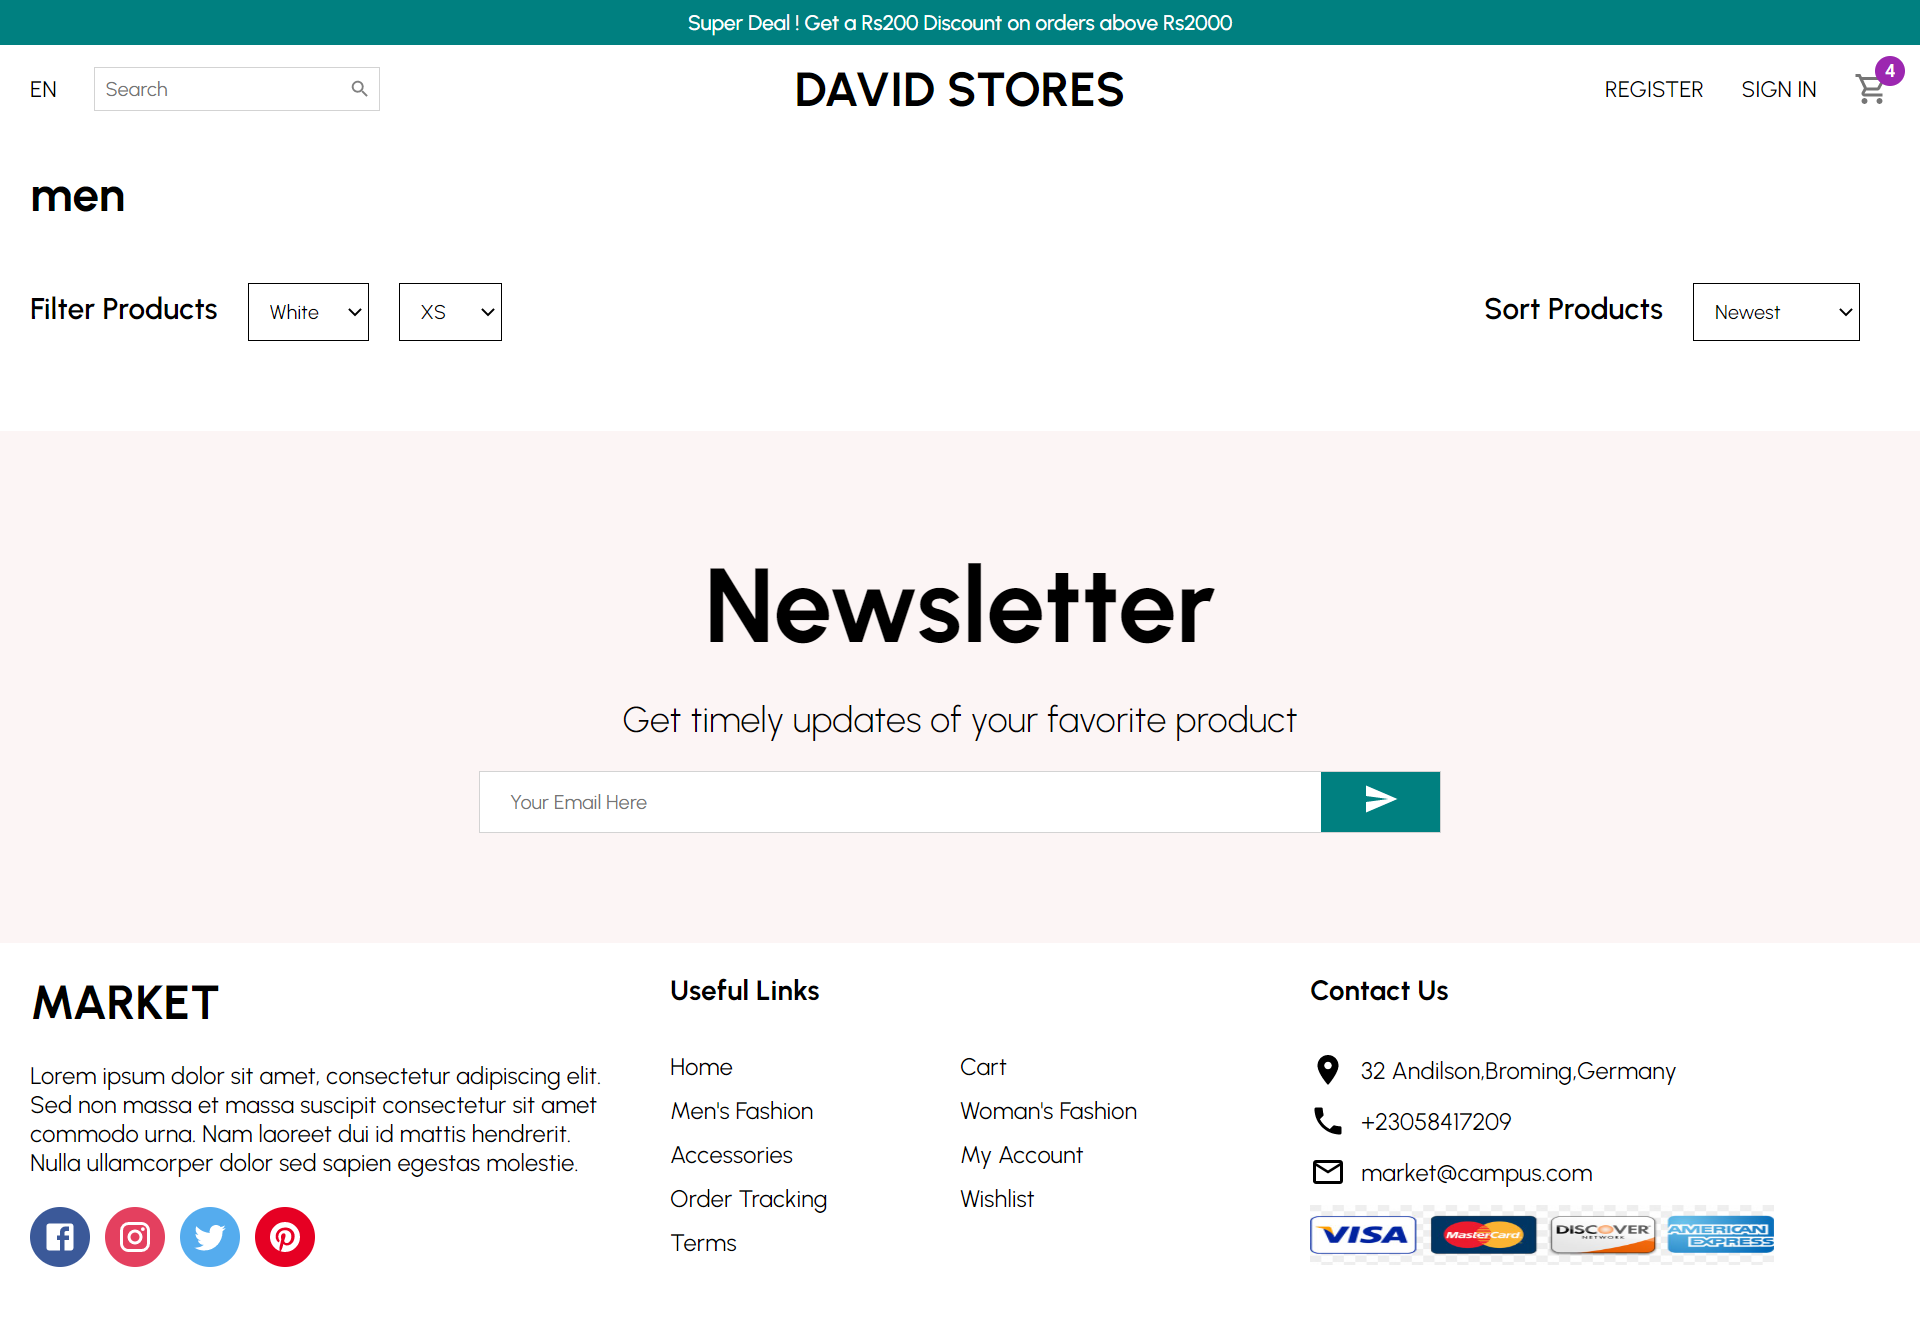 Super Deal ! Get a Rs200 Discount on orders above Rs2000
EN
Search
DAVID STORES
REGISTER
SIGN IN
4
men
Filter Products
White
XS
Sort Products
Newest
Newsletter
Get timely updates of your favorite product
Your Email Here
MARKET
Lorem ipsum dolor sit amet, consectetur adipiscing elit.
Sed non massa et massa suscipit consectetur sit amet
commodo urna. Nam laoreet dui id mattis hendrerit.
Nulla ullamcorper dolor sed sapien egestas molestie.
Useful Links
Home
Cart
Men's Fashion
Woman's Fashion
Accessories
My Account
Order Tracking
Wishlist
Terms
Contact Us
32 Andilson,Broming,Germany
+23058417209
market@campus.com
VISA
MasterCard
DISCOVER
NETWORK
AMERICAN
EXPRESS